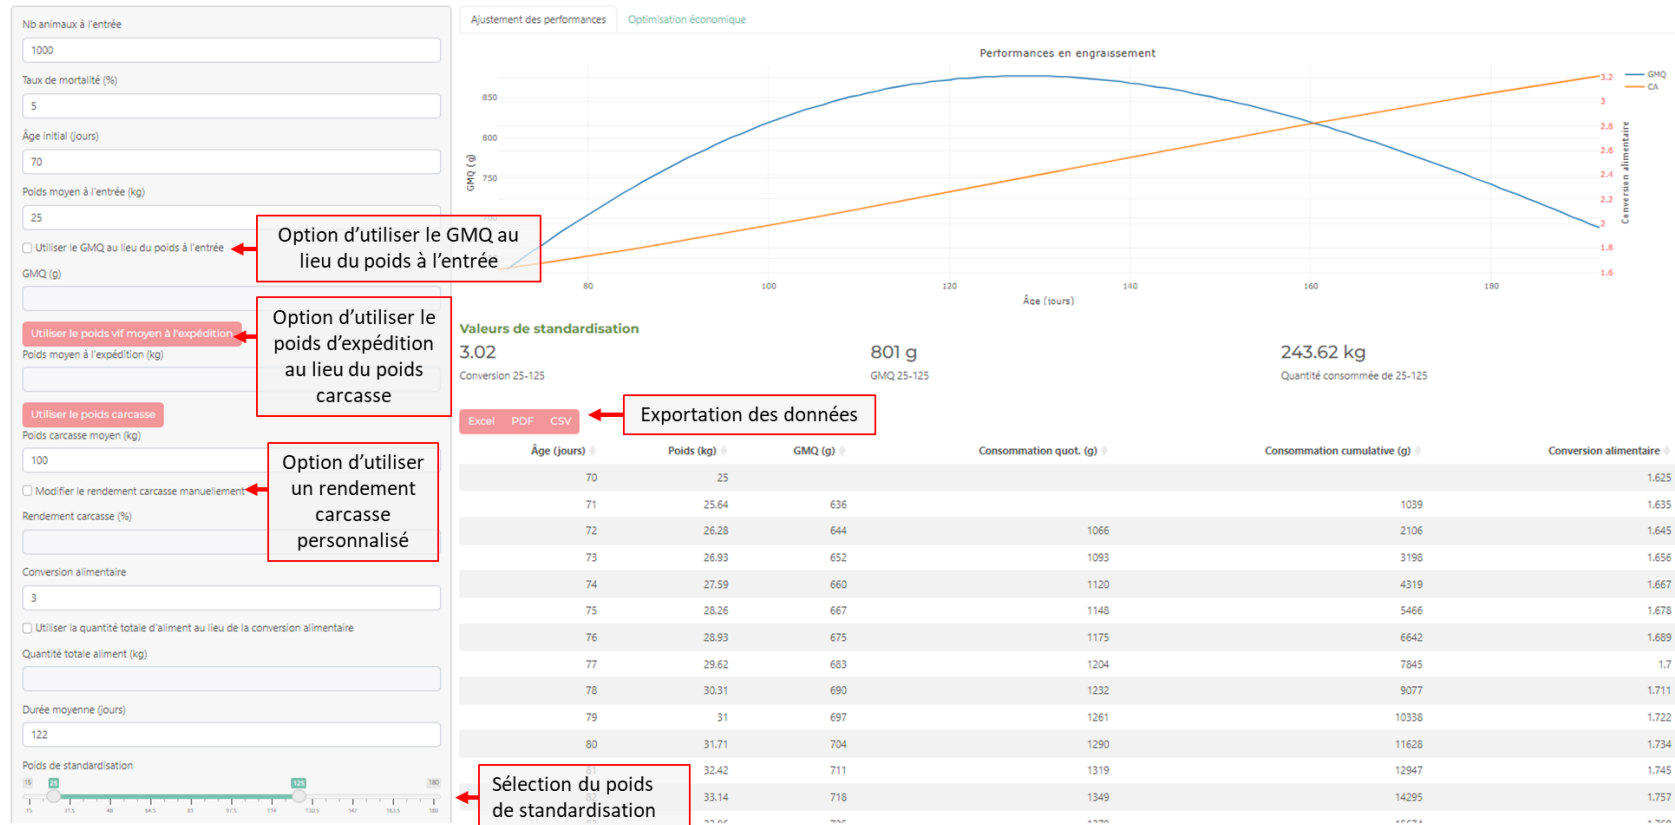 Nb animaux à l'entrée
1000
Taux de mortalité (%)
5
Âge initial (jours)
70
Poids moyen à l'entrée (kg)
25
Utiliser le GMQ au lieu du poids à l'entrée
GMQ (g)
Utiliser le poids vif moyen à l'expédition
Poids moyen à l'expédition (kg)
Utiliser le poids carcasse
Poids carcasse moyen (kg)
100
Modifier le rendement carcasse manuellement
Rendement carcasse (%)
Conversion alimentaire
3
Utiliser la quantité totale d'aliment au lieu de la conversion alimentaire
Quantité totale aliment (kg)
Durée moyenne (jours)
122
Poids de standardisation
15 25 125 180
Option d'utiliser le GMQ au
lieu du poids à l'entrée
Option d'utiliser le
poids d'expédition
au lieu du poids
carcasse
Option d'utiliser
un rendement
carcasse
personnalisé
Sélection du poids
de standardisation
Ajustement des performances Optimisation économique
Performances en engraissement
GMQ
CA
850
800
750
GMQ (g)
3.2
3
2.8
2.6
2.4
2.2
2
1.8
1.6
Conversion alimentaire
80 100 120 140 160 180
Âge (jours)
Valeurs de standardisation
3.02 801 g 243.62 kg
Conversion 25-125 GMQ 25-125 Quantité consommée de 25-125
Excel PDF CSV
Exportation des données
Âge (jours) Poids (kg) GMQ (g) Consommation quot. (g) Consommation cumulative (g) Conversion alimentaire
70 25 1.625
71 25.64 636 1039 1.635
72 26.28 644 1066 2106 1.645
73 26.93 652 1093 3198 1.656
74 27.59 660 1120 4319 1.667
75 28.26 667 1148 5466 1.678
76 28.93 675 1175 6642 1.689
77 29.62 683 1204 7845 1.7
78 30.31 690 1232 9077 1.711
79 31 697 1261 10338 1.722
80 31.71 704 1290 11628 1.734
32.42 711 1319 12947 1.745
33.14 718 1349 14295 1.757